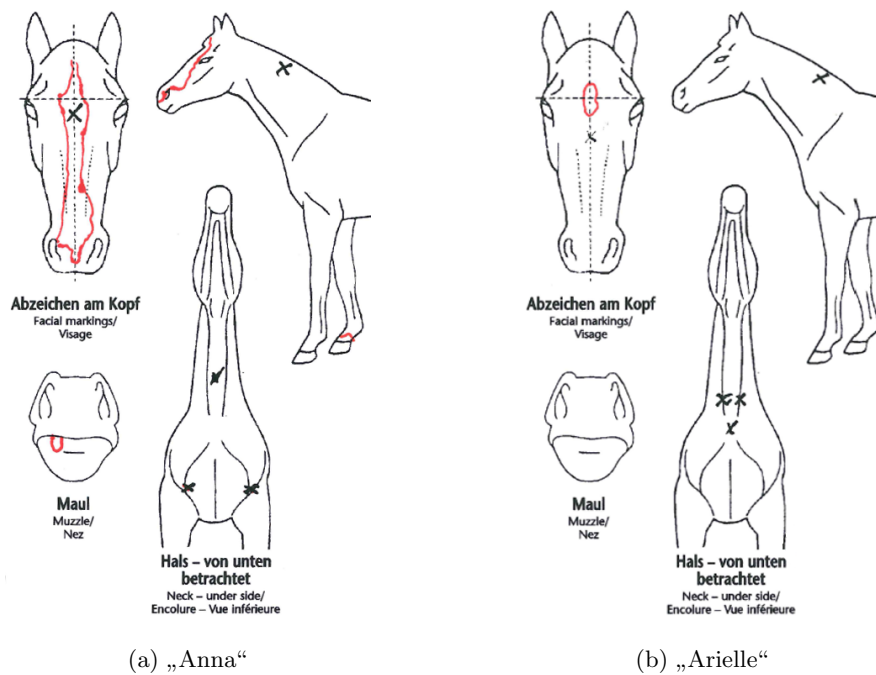 Abzeichen am Kopf
Facial markings/
Visage
Maul
Muzzle/
Nez
Hals – von unten
betrachtet
Neck – under side/
Encolure – Vue inférieure
(a) „Anna“
Abzeichen am Kopf
Facial markings/
Visage
Maul
Muzzle/
Nez
Hals – von unten
betrachtet
Neck – under side/
Encolure – Vue inférieure
(b) „Arielle“